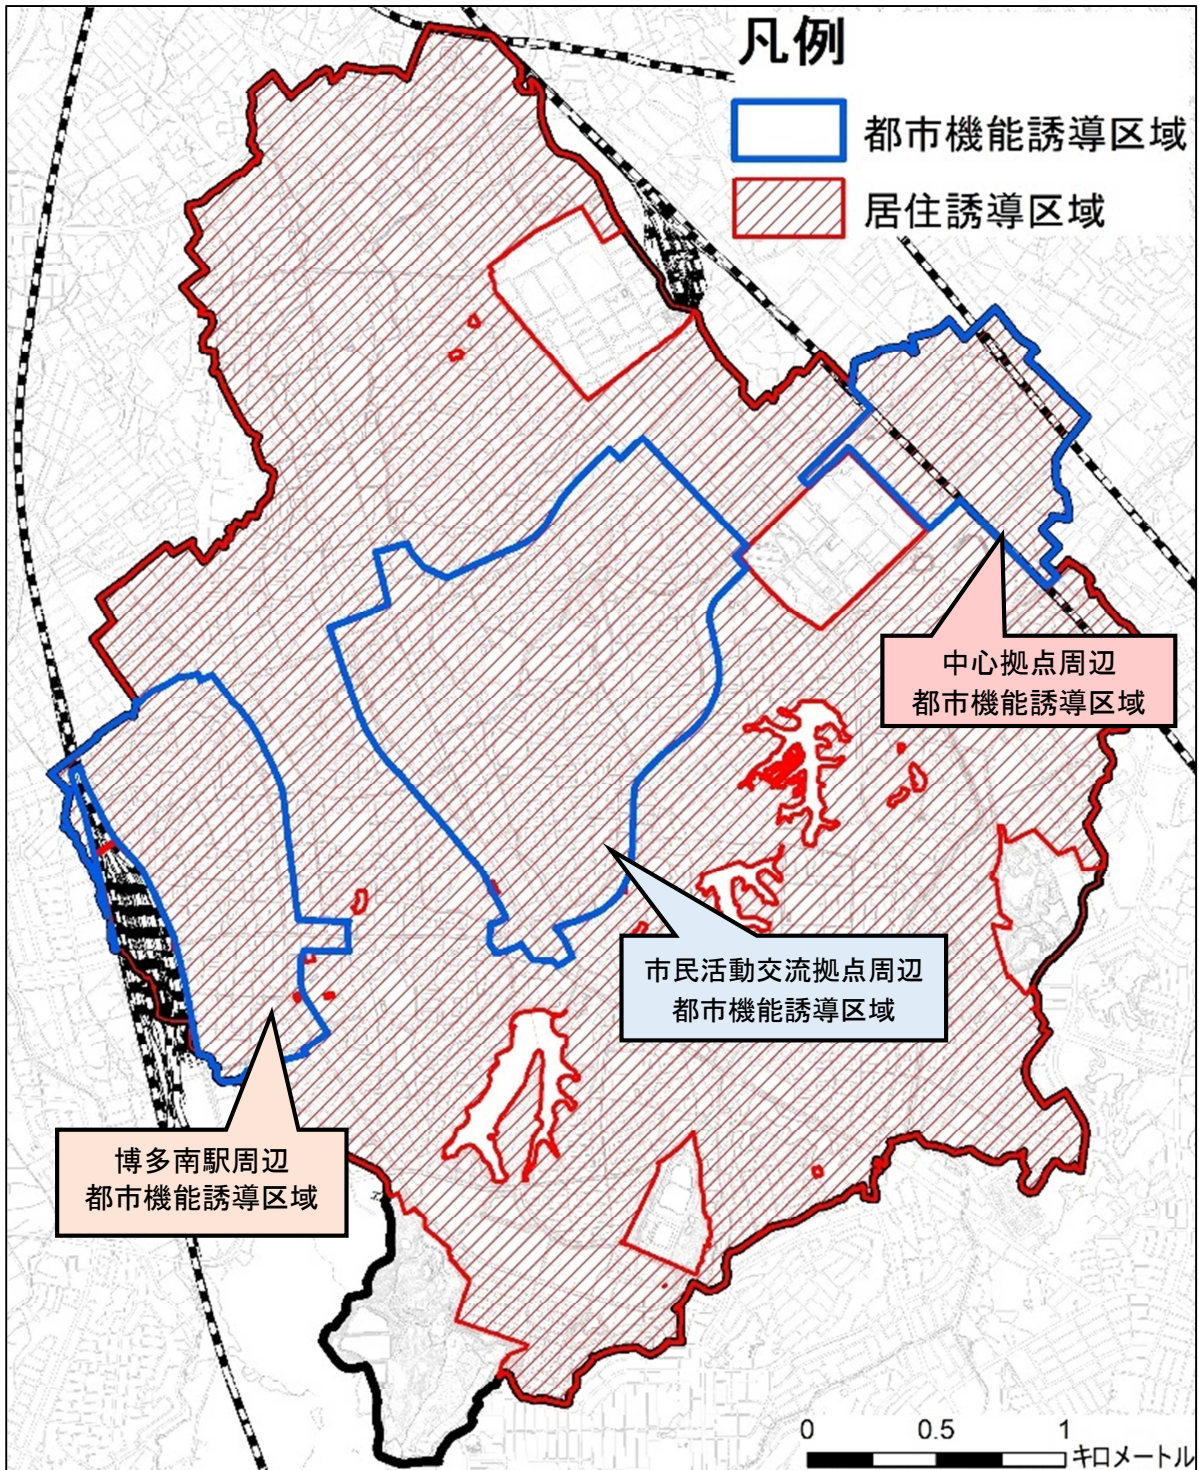 凡例
都市機能誘導区域
居住誘導区域
中心拠点周辺
都市機能誘導区域
市民活動交流拠点周辺
都市機能誘導区域
博多南駅周辺
都市機能誘導区域
0 0.5 1
キロメートル